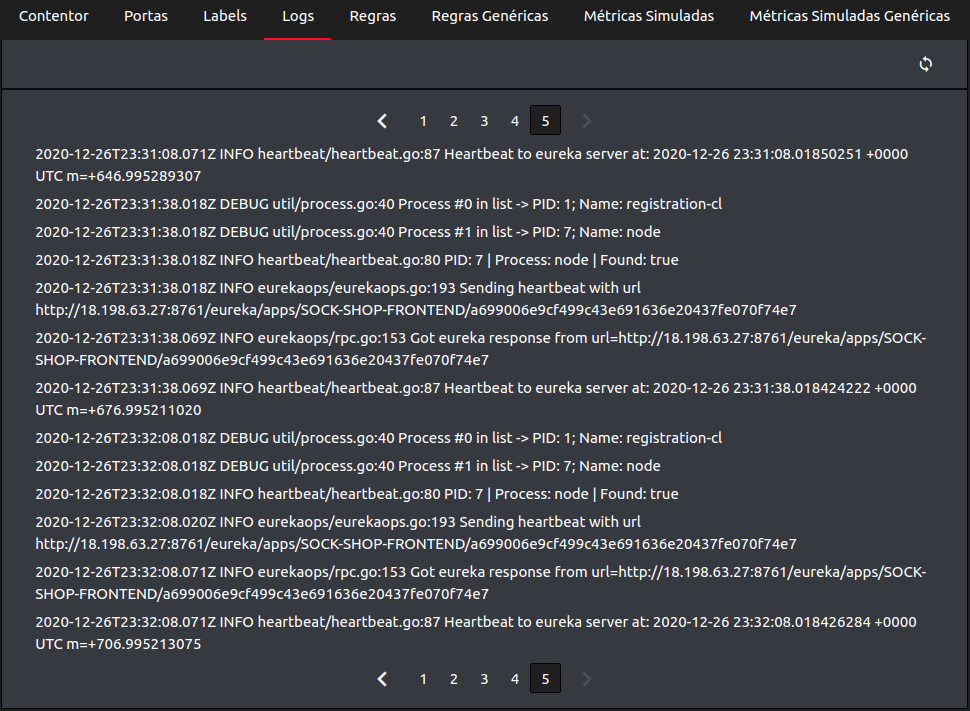 Contentor Portas Labels Logs Regras Regras Genéricas Métricas Simuladas Métricas Simuladas Genéricas
1 2 3 4 5
2020-12-26T23:31:08.071Z INFO heartbeat/heartbeat.go:87 Heartbeat to eureka server at: 2020-12-26 23:31:08.01850251 +0000
UTC m=+646.995289307
2020-12-26T23:31:38.018Z DEBUG util/process.go:40 Process #0 in list -> PID: 1; Name: registration-cl
2020-12-26T23:31:38.018Z DEBUG util/process.go:40 Process #1 in list -> PID: 7; Name: node
2020-12-26T23:31:38.018Z INFO heartbeat/heartbeat.go:80 PID: 7 | Process: node | Found: true
2020-12-26T23:31:38.018Z INFO eurekaops/eurekaops.go:193 Sending heartbeat with url
http://18.198.63.27:8761/eureka/apps/SOCK-SHOP-FRONTEND/a699006e9cf499c43e691636e20437fe070f74e7
2020-12-26T23:31:38.069Z INFO eurekaops/rpc.go:153 Got eureka response from url=http://18.198.63.27:8761/eureka/apps/SOCK-
SHOP-FRONTEND/a699006e9cf499c43e691636e20437fe070f74e7
2020-12-26T23:31:38.069Z INFO heartbeat/heartbeat.go:87 Heartbeat to eureka server at: 2020-12-26 23:31:38.018424222 +0000
UTC m=+676.995211020
2020-12-26T23:32:08.018Z DEBUG util/process.go:40 Process #0 in list -> PID: 1; Name: registration-cl
2020-12-26T23:32:08.018Z DEBUG util/process.go:40 Process #1 in list -> PID: 7; Name: node
2020-12-26T23:32:08.018Z INFO heartbeat/heartbeat.go:80 PID: 7 | Process: node | Found: true
2020-12-26T23:32:08.020Z INFO eurekaops/eurekaops.go:193 Sending heartbeat with url
http://18.198.63.27:8761/eureka/apps/SOCK-SHOP-FRONTEND/a699006e9cf499c43e691636e20437fe070f74e7
2020-12-26T23:32:08.071Z INFO eurekaops/rpc.go:153 Got eureka response from url=http://18.198.63.27:8761/eureka/apps/SOCK-
SHOP-FRONTEND/a699006e9cf499c43e691636e20437fe070f74e7
2020-12-26T23:32:08.071Z INFO heartbeat/heartbeat.go:87 Heartbeat to eureka server at: 2020-12-26 23:32:08.018426284 +0000
UTC m=+706.995213075
1 2 3 4 5